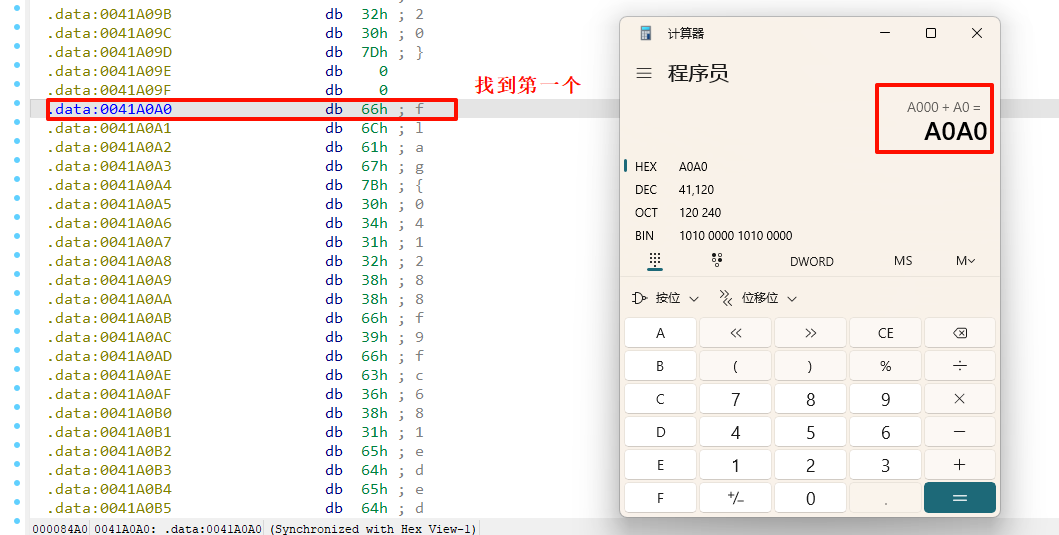 .data:0041A09B db 32h ; 2
.data:0041A09C db 30h ; 0
.data:0041A09D db 7Dh ; }
.data:0041A09E db 0
.data:0041A09F db 0
找到第一个
.data:0041A0A0 db 66h ; f
.data:0041A0A1 db 6Ch ; l
.data:0041A0A2 db 61h ; a
.data:0041A0A3 db 67h ; g
.data:0041A0A4 db 7Bh ; {
.data:0041A0A5 db 30h ; 0
.data:0041A0A6 db 34h ; 4
.data:0041A0A7 db 31h ; 1
.data:0041A0A8 db 32h ; 2
.data:0041A0A9 db 38h ; 8
.data:0041A0AA db 38h ; 8
.data:0041A0AB db 66h ; f
.data:0041A0AC db 39h ; 9
.data:0041A0AD db 66h ; f
.data:0041A0AE db 63h ; c
.data:0041A0AF db 36h ; 6
.data:0041A0B0 db 38h ; 8
.data:0041A0B1 db 31h ; 1
.data:0041A0B2 db 65h ; e
.data:0041A0B3 db 64h ; d
.data:0041A0B4 db 65h ; e
.data:0041A0B5 db 64h ; d
000084A0 0041A0A0: .data:0041A0A0 (Synchronized with Hex View-1)
计算器
程序员
A000 + A0 =
A0A0
HEX A0A0
DEC 41,120
OCT 120 240
BIN 1010 0000 1010 0000
DWORD MS M
按位 位移位
A « » CE
B ( ) % ÷
C 7 8 9 ×
D 4 5 6 −
E 1 2 3 +
F +/− 0 . =